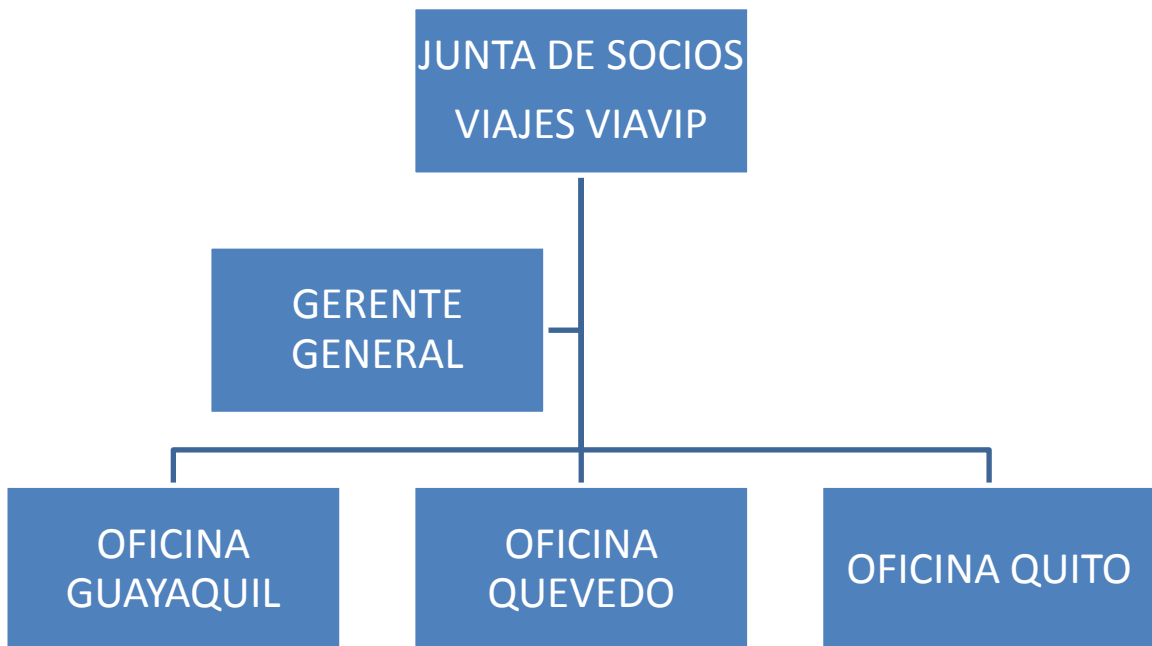 JUNTA DE SOCIOS
VIAJES VIAVIP
GERENTE
GENERAL
OFICINA
GUAYAQUIL
OFICINA
QUEVEDO
OFICINA QUITO